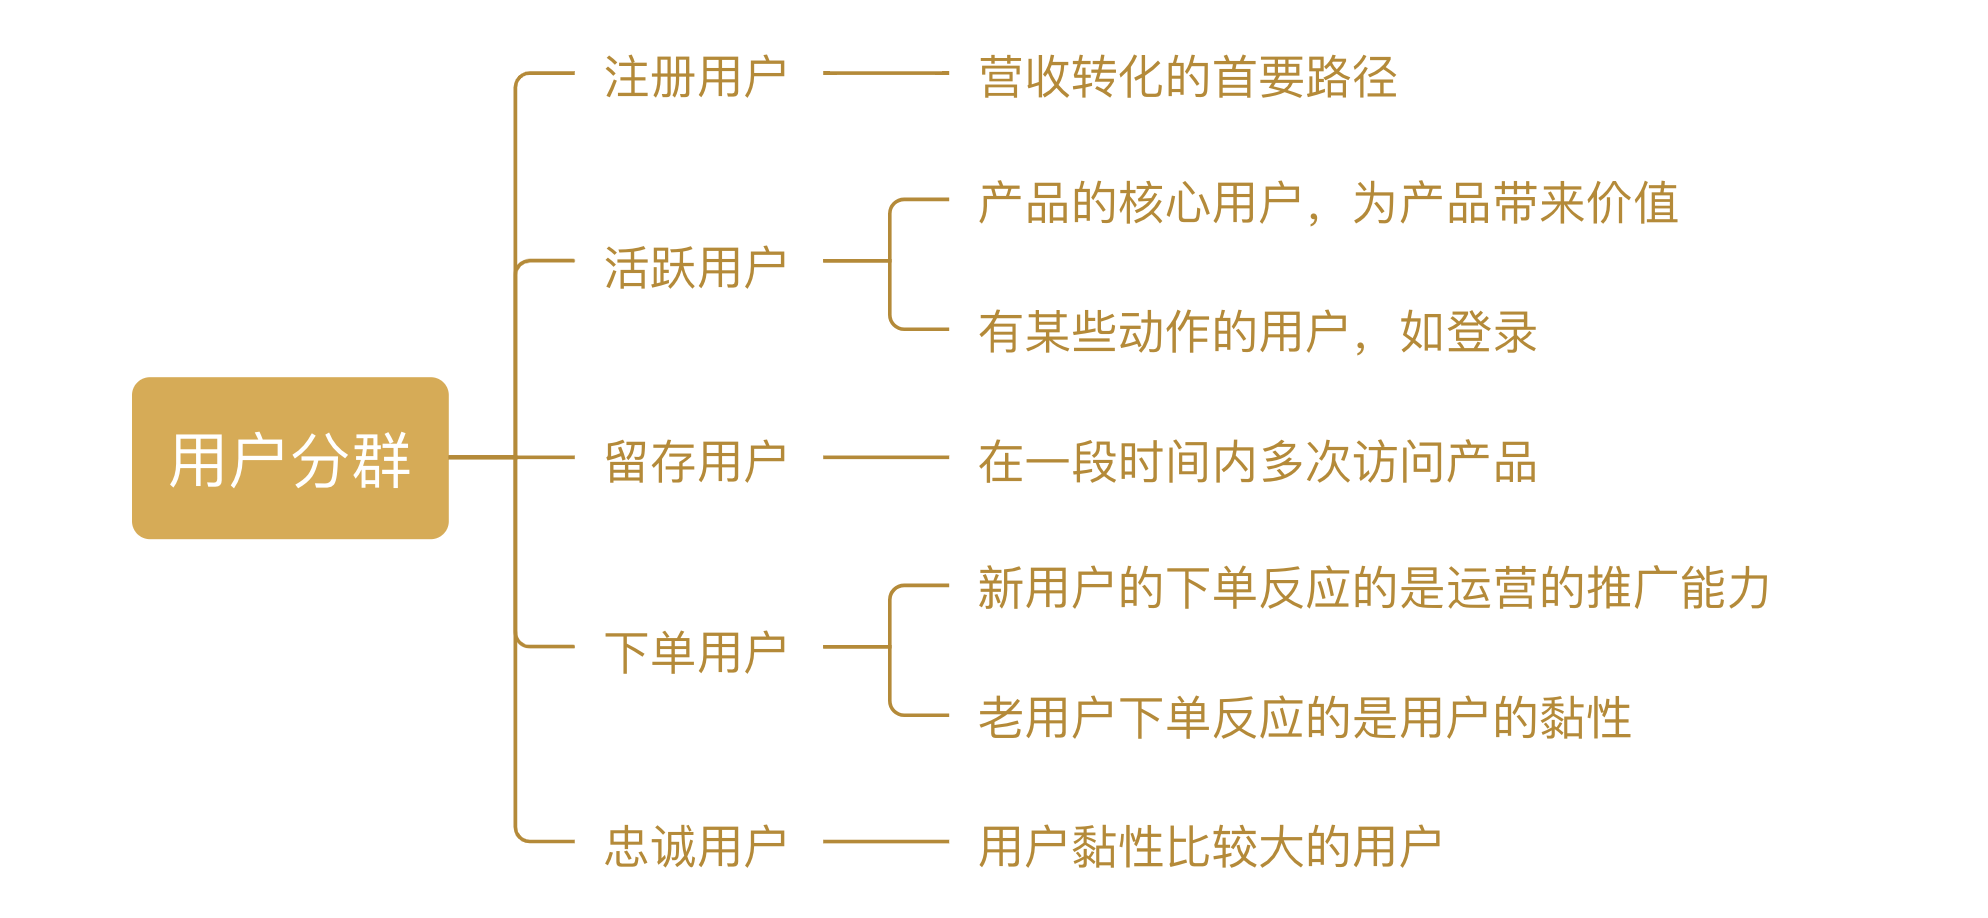 用户分群
注册用户
营收转化的首要路径
活跃用户
产品的核心用户，为产品带来价值
有某些动作的用户，如登录
留存用户
在一段时间内多次访问产品
下单用户
新用户的下单反应的是运营的推广能力
老用户下单反应的是用户的黏性
忠诚用户
用户黏性比较大的用户